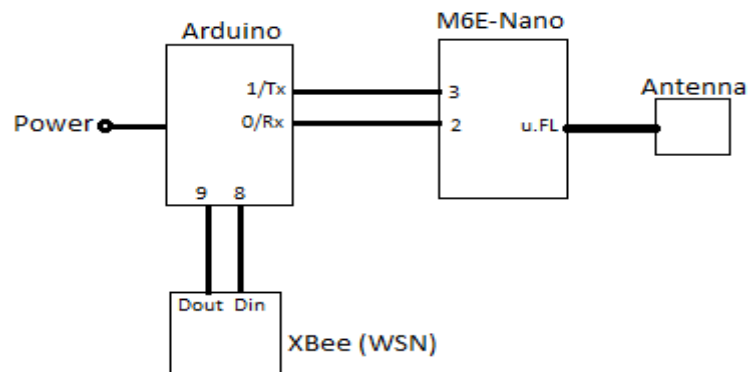 Arduino
M6E-Nano
Antenna
Power
1/Tx
0/Rx
3
2
u.FL
9 8
Dout Din
XBee (WSN)